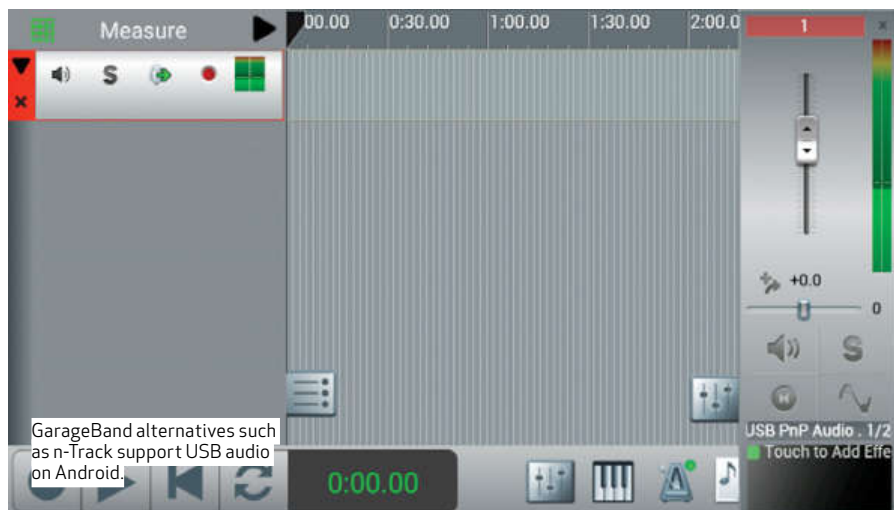 Measure
00.00 0:30.00 1:00.00 1:30.00 2:00.0
1
x
S
+0.0
0
S
USB PnP Audio . 1/2
Touch to Add Effe
GarageBand alternatives such
as n-Track support USB audio
on Android.
0:00.00